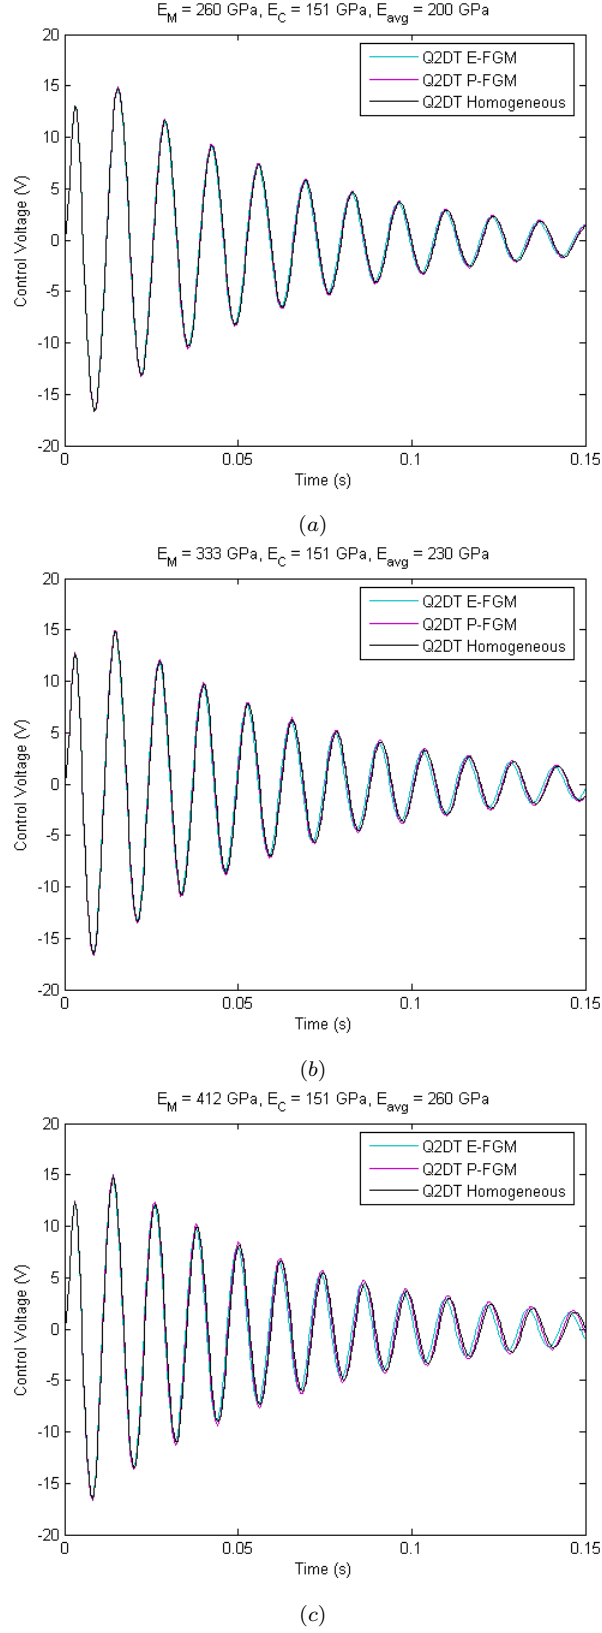 E_M = 260 GPa, E_C = 151 GPa, E_avg = 200 GPa
20
15
10
5
0
-5
-10
-15
-20
Control Voltage (V)
Q2DT E-FGM
Q2DT P-FGM
Q2DT Homogeneous
0
0.05
0.1
0.15
Time (s)
(a)
E_M = 333 GPa, E_C = 151 GPa, E_avg = 230 GPa
20
15
10
5
0
-5
-10
-15
-20
Control Voltage (V)
Q2DT E-FGM
Q2DT P-FGM
Q2DT Homogeneous
0
0.05
0.1
0.15
Time (s)
(b)
E_M = 412 GPa, E_C = 151 GPa, E_avg = 260 GPa
20
15
10
5
0
-5
-10
-15
-20
Control Voltage (V)
Q2DT E-FGM
Q2DT P-FGM
Q2DT Homogeneous
0
0.05
0.1
0.15
Time (s)
(c)